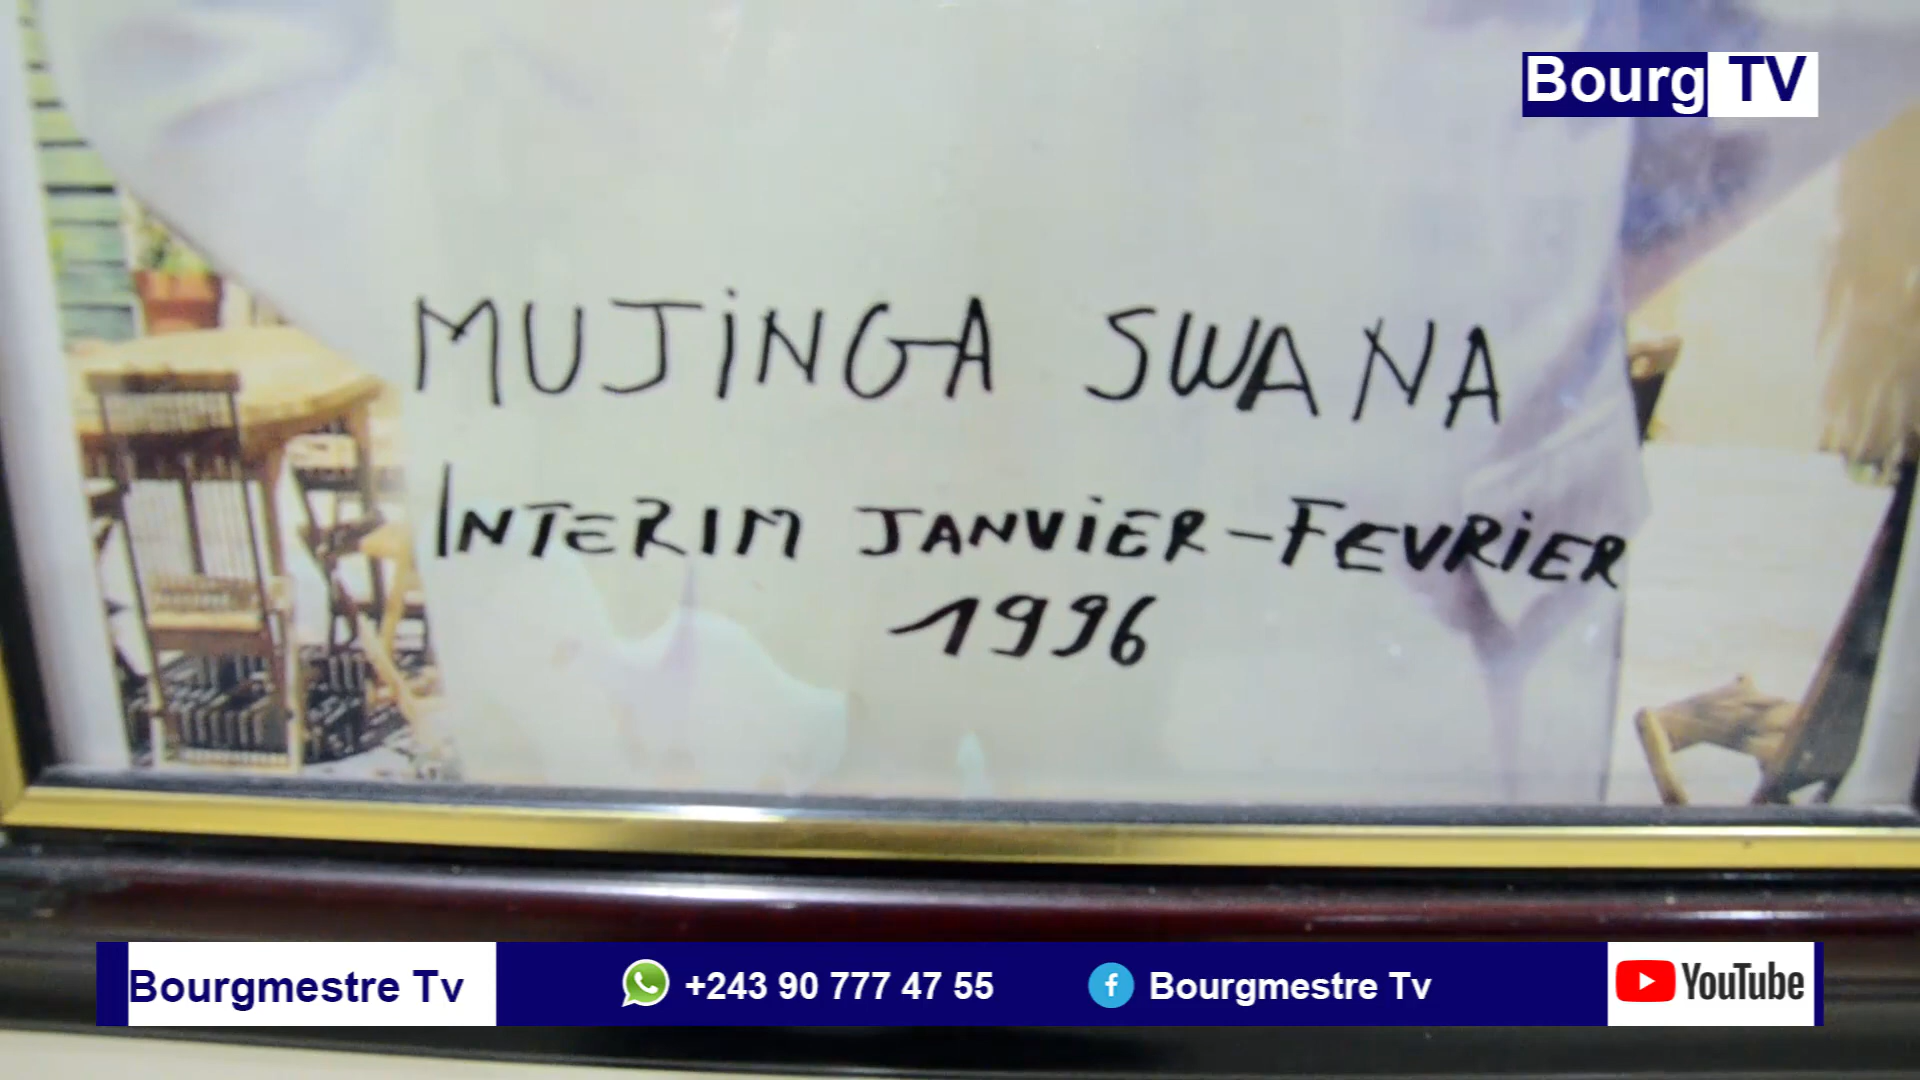 Bourg TV
MUJiNGA SWANA
INTERIM JANViER-FEVRiER
1996
Bourgmestre Tv
+243 90 777 47 55
Bourgmestre Tv
YouTube